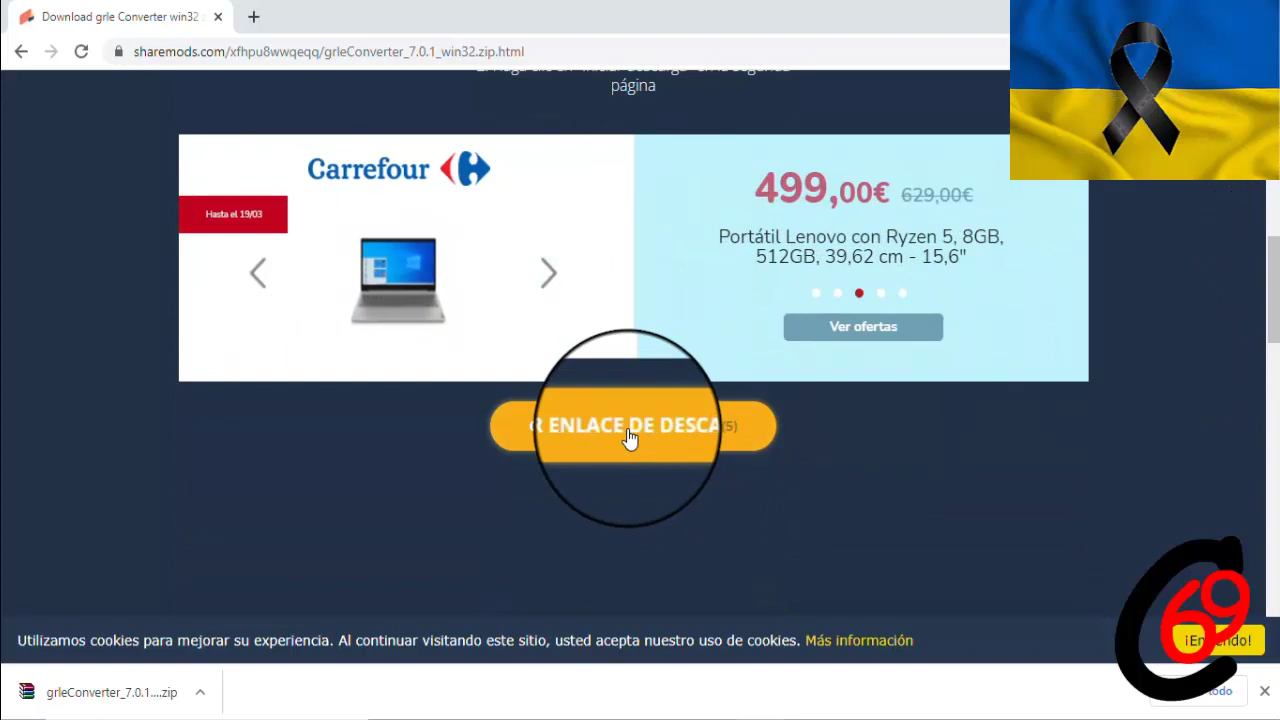 Download grle Converter win32
sharemods.com/xfhpu8wwqeqq/grleConverter_7.0.1_win32.zip.html
página
Carrefour
Hasta el 19/03
499,00€ 629,00€
Portátil Lenovo con Ryzen 5, 8GB,
512GB, 39,62 cm - 15,6"
Ver ofertas
R ENLACE DE DESCA (5)
Utilizamos cookies para mejorar su experiencia. Al continuar visitando este sitio, usted acepta nuestro uso de cookies. Más información
grleConverter_7.0.1....zip
C69